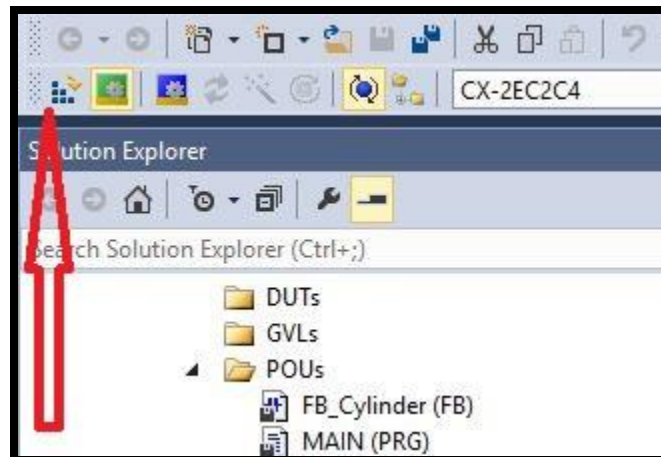 CX-2EC2C4
Solution Explorer
Search Solution Explorer (Ctrl+;)
DUTs
GVLs
POUs
FB_Cylinder (FB)
MAIN (PRG)